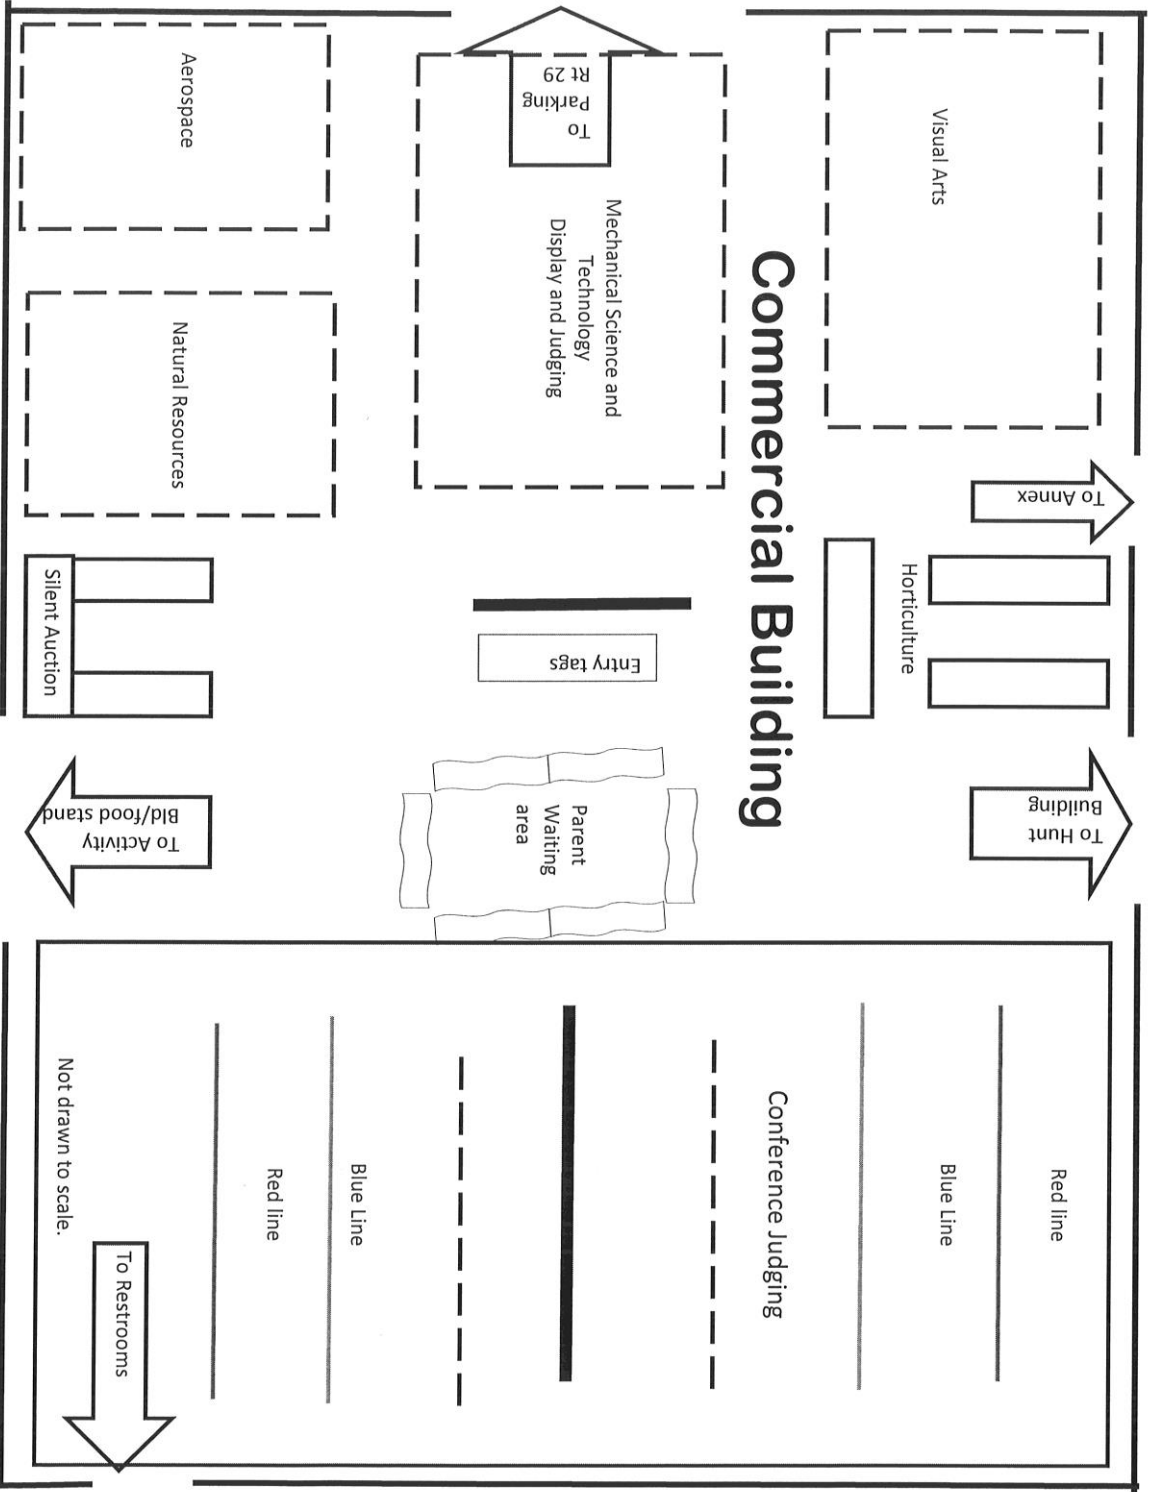 Commercial Building
Visual Arts
To Annex
Horticulture
To Hunt
Building
To
Parking
Rt 29
Mechanical Science and
Technology
Display and Judging
Entry tags
Parent
Waiting
area
Aerospace
Natural Resources
Silent Auction
To Activity
Bld/food stand
Red line
Blue Line
Conference Judging
Blue Line
Red line
Not drawn to scale.
To Restrooms